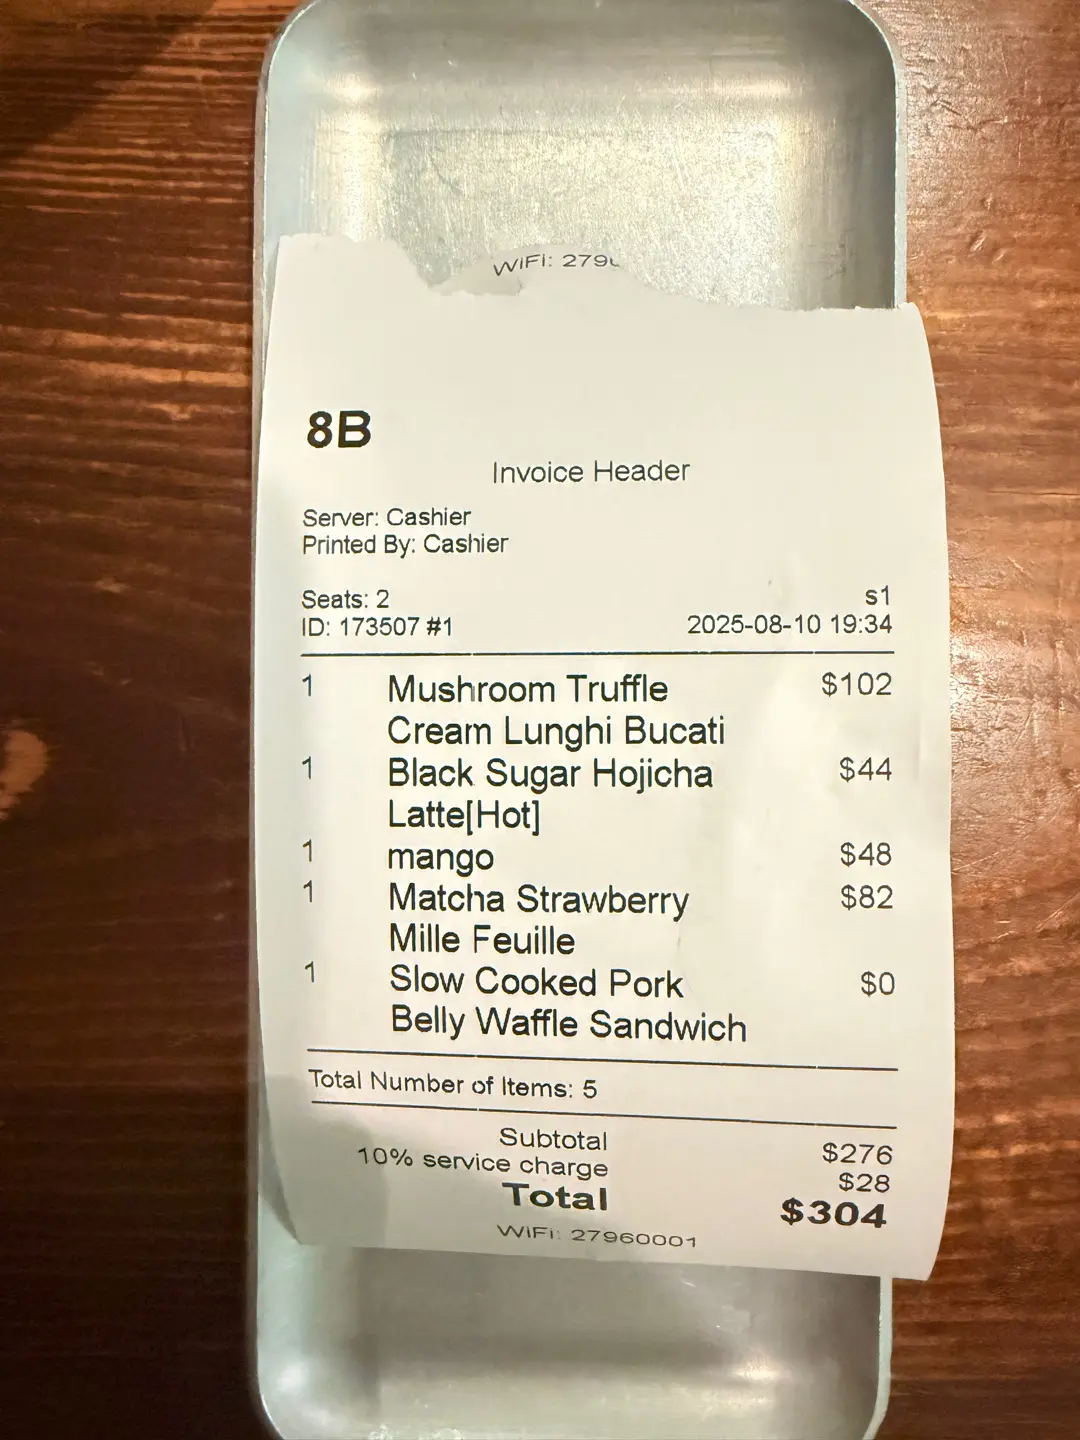 WiFi: 279
8B
Invoice Header
Server: Cashier
Printed By: Cashier
Seats: 2 s1
ID: 173507 #1 2025-08-10 19:34
1 Mushroom Truffle $102
Cream Lunghi Bucati
1 Black Sugar Hojicha $44
Latte[Hot]
1 mango $48
1 Matcha Strawberry $82
Mille Feuille
1 Slow Cooked Pork $0
Belly Waffle Sandwich
Total Number of Items: 5
Subtotal $276
10% service charge $28
Total $304
WiFi: 27960001